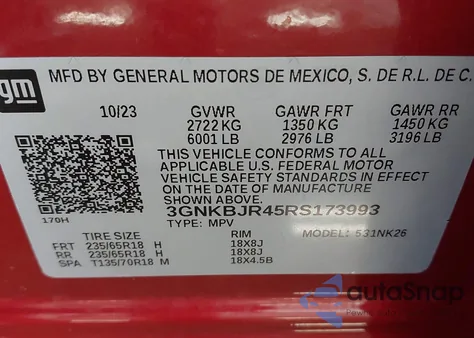 gm
MFD BY GENERAL MOTORS DE MEXICO, S. DE R.L. DE C.
10/23 GVWR GAWR FRT GAWR RR
2722 KG 1350 KG 1450 KG
6001 LB 2976 LB 3196 LB
THIS VEHICLE CONFORMS TO ALL
APPLICABLE U.S. FEDERAL MOTOR
VEHICLE SAFETY STANDARDS IN EFFECT
ON THE DATE OF MANUFACTURE
SHOWN ABOVE.
3GNKBJR45RS173993
170H
TYPE: MPV MODEL: 531NK26
TIRE SIZE RIM
FRT 235/65R18 H 18X8J
RR 235/65R18 H 18X8J
SPA T135/70R18 M 18X4.5B
autoSnap